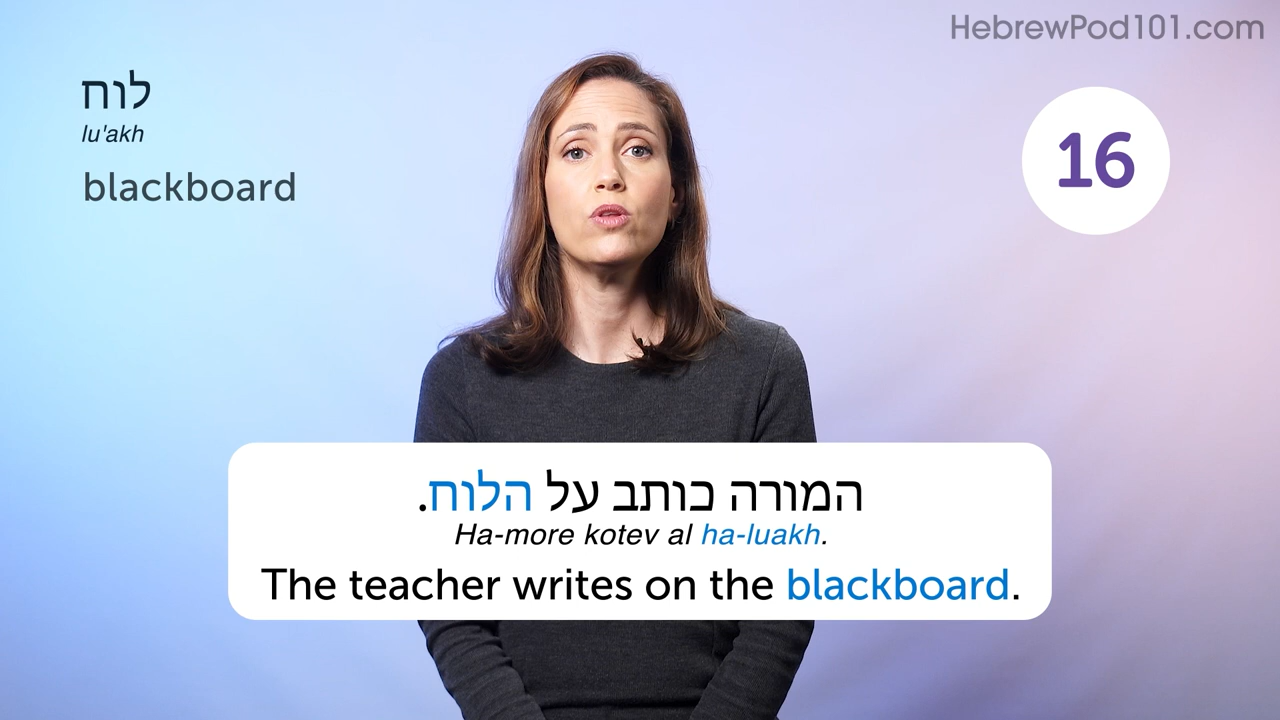 HebrewPod101.com
לוח
lu'akh
blackboard
16
המורה כותב על הלוח.
Ha-more kotev al ha-luakh.
The teacher writes on the blackboard.